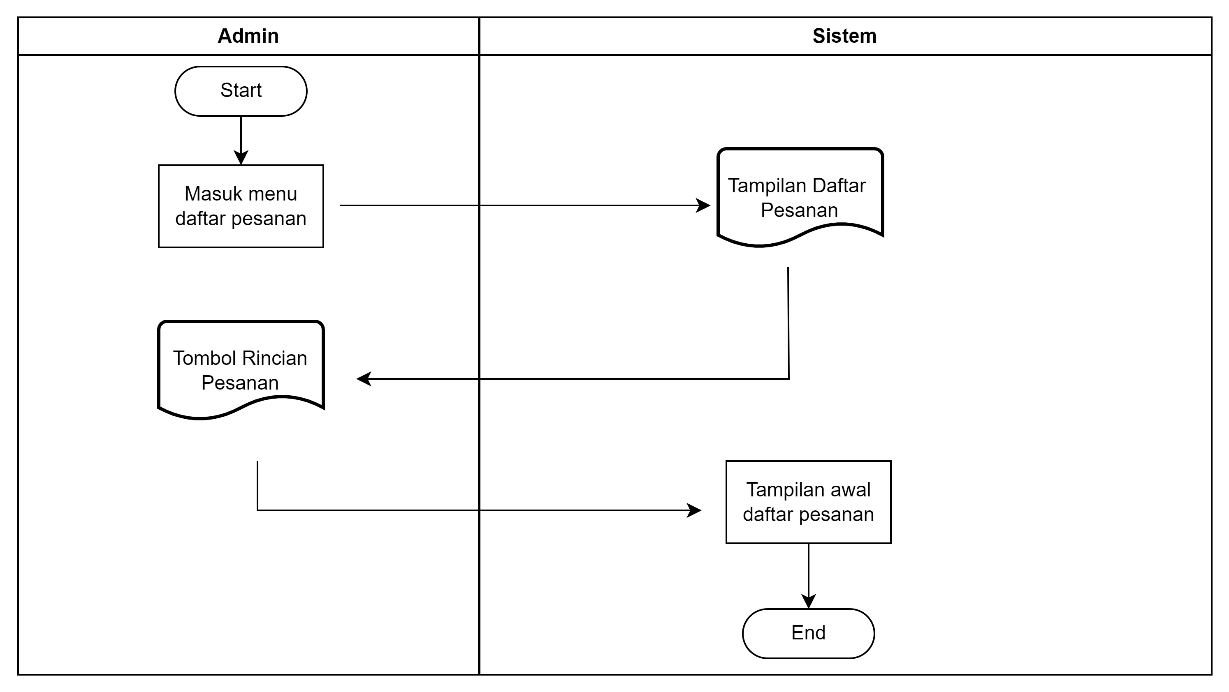 Admin
Sistem
Start
Masuk menu
daftar pesanan
Tampilan Daftar
Pesanan
Tombol Rincian
Pesanan
Tampilan awal
daftar pesanan
End